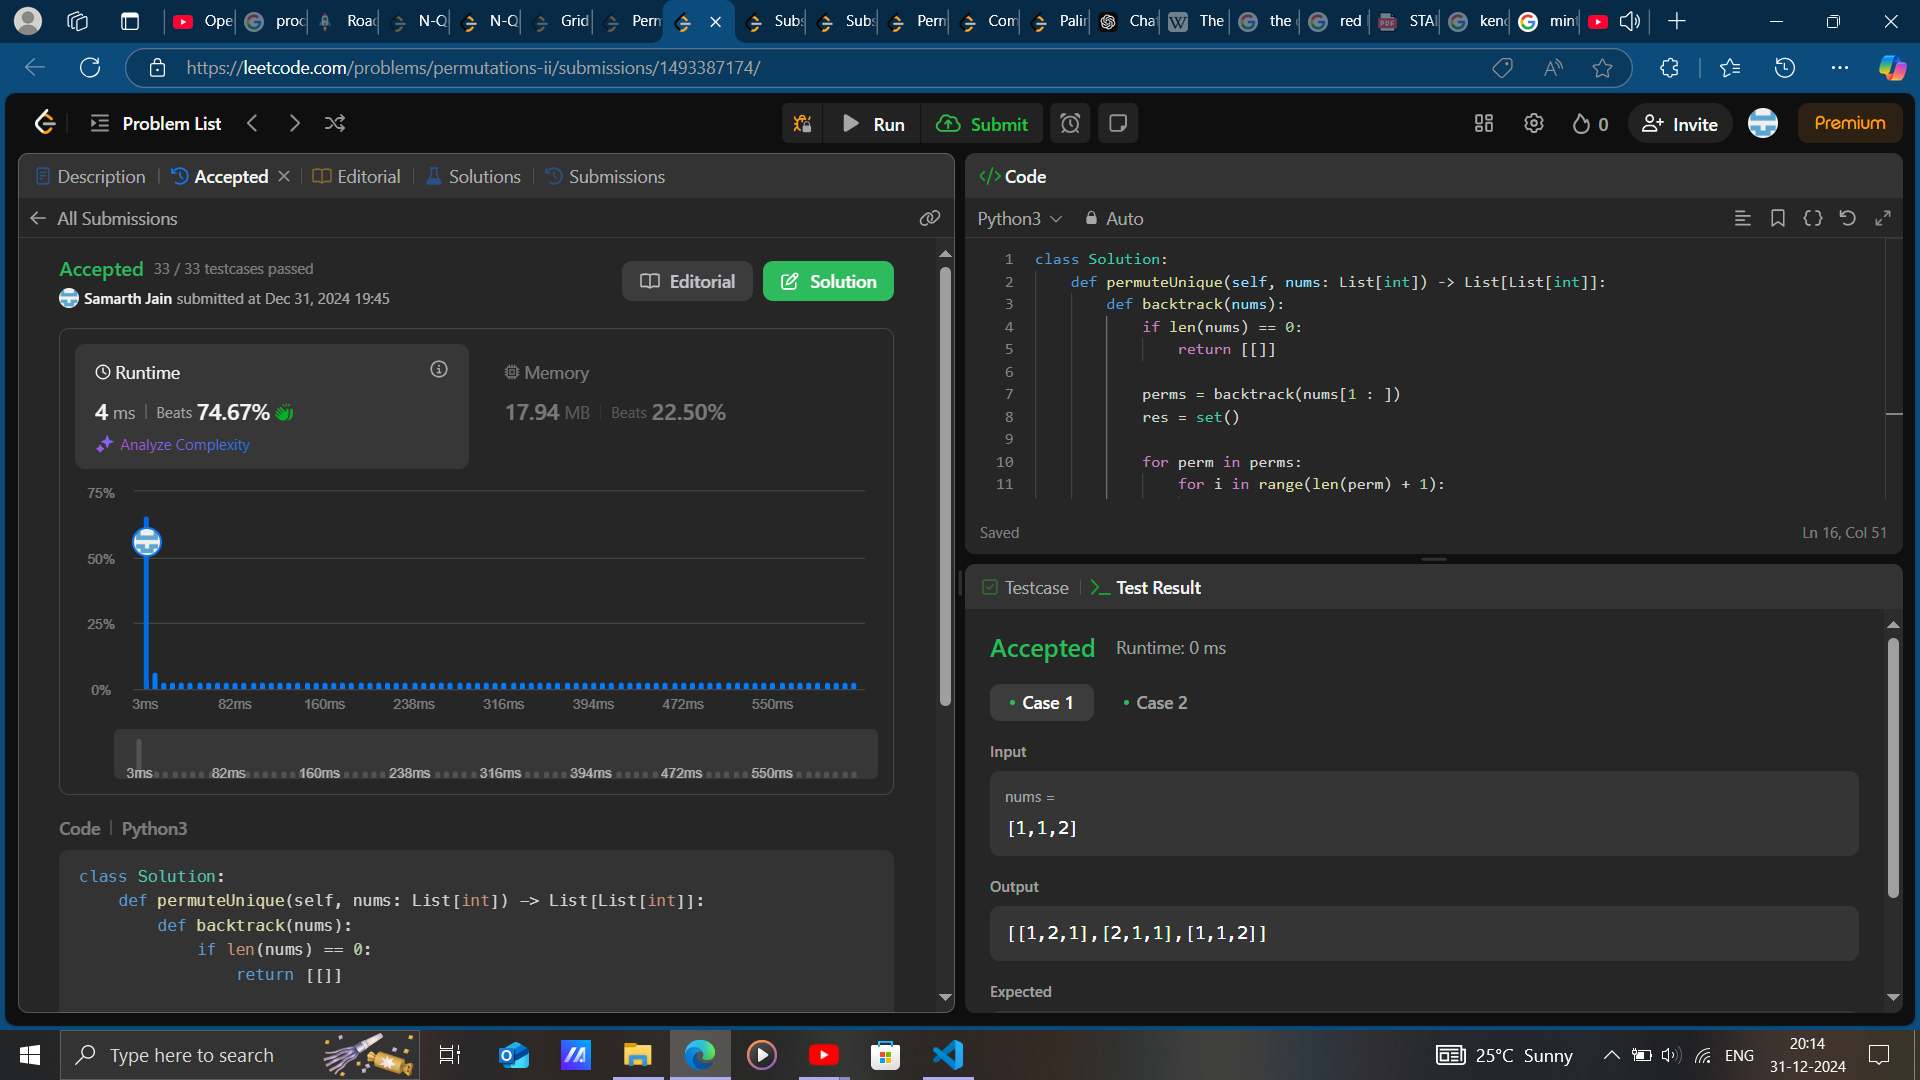 Ope
proc
Road
N-Q
N-Q
Grid
Perm
Subs
Subs
Perm
Com
Palin
Cha
The
the
red
STAI
kend
mint
https://leetcode.com/problems/permutations-ii/submissions/1493387174/
Problem List
Run
Submit
0
Invite
Premium
Description
Accepted
Editorial
Solutions
Submissions
All Submissions
Accepted 33 / 33 testcases passed
Samarth Jain submitted at Dec 31, 2024 19:45
Editorial
Solution
Runtime
4 ms Beats 74.67%
Analyze Complexity
Memory
17.94 MB Beats 22.50%
75%
50%
25%
0%
3ms 82ms 160ms 238ms 316ms 394ms 472ms 550ms
3ms 82ms 160ms 238ms 316ms 394ms 472ms 550ms
Code Python3
class Solution:
def permuteUnique(self, nums: List[int]) -> List[List[int]]:
def backtrack(nums):
if len(nums) == 0:
return [[]]
</> Code
Python3
Auto
1 class Solution:
2 def permuteUnique(self, nums: List[int]) -> List[List[int]]:
3 def backtrack(nums):
4 if len(nums) == 0:
5 return [[]]
6
7 perms = backtrack(nums[1 : ])
8 res = set()
9
10 for perm in perms:
11 for i in range(len(perm) + 1):
Saved
Ln 16, Col 51
Testcase
Test Result
Accepted Runtime: 0 ms
Case 1
Case 2
Input
nums =
[1,1,2]
Output
[[1,2,1],[2,1,1],[1,1,2]]
Expected
Type here to search
25°C Sunny
ENG
20:14
31-12-2024